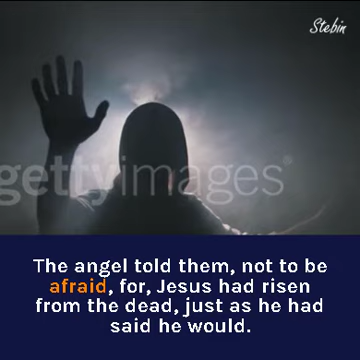 Stebin
gettyimages®
The angel told them, not to be
afraid, for, Jesus had risen
from the dead, just as he had
said he would.